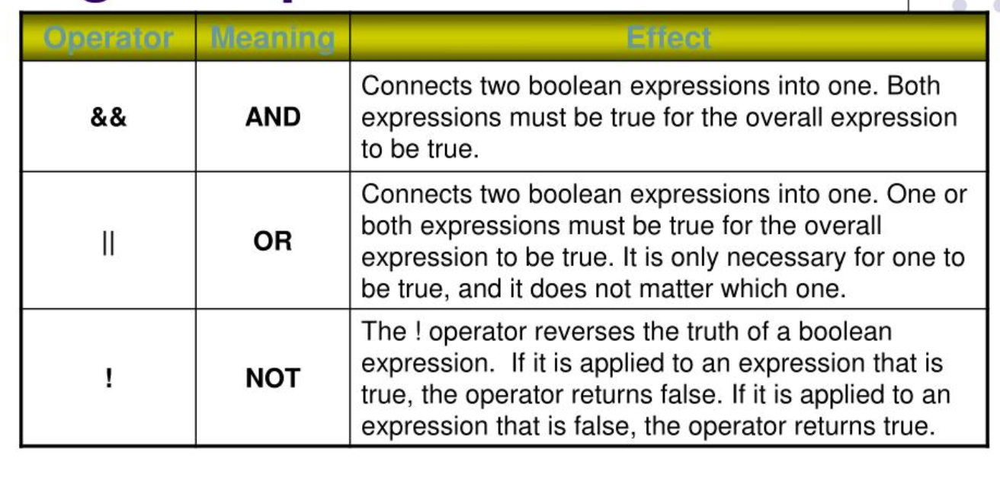 Operator Meaning Effect
&& AND
Connects two boolean expressions into one. Both
expressions must be true for the overall expression
to be true.
|| OR
Connects two boolean expressions into one. One or
both expressions must be true for the overall
expression to be true. It is only necessary for one to
be true, and it does not matter which one.
! NOT
The ! operator reverses the truth of a boolean
expression.  If it is applied to an expression that is
true, the operator returns false. If it is applied to an
expression that is false, the operator returns true.